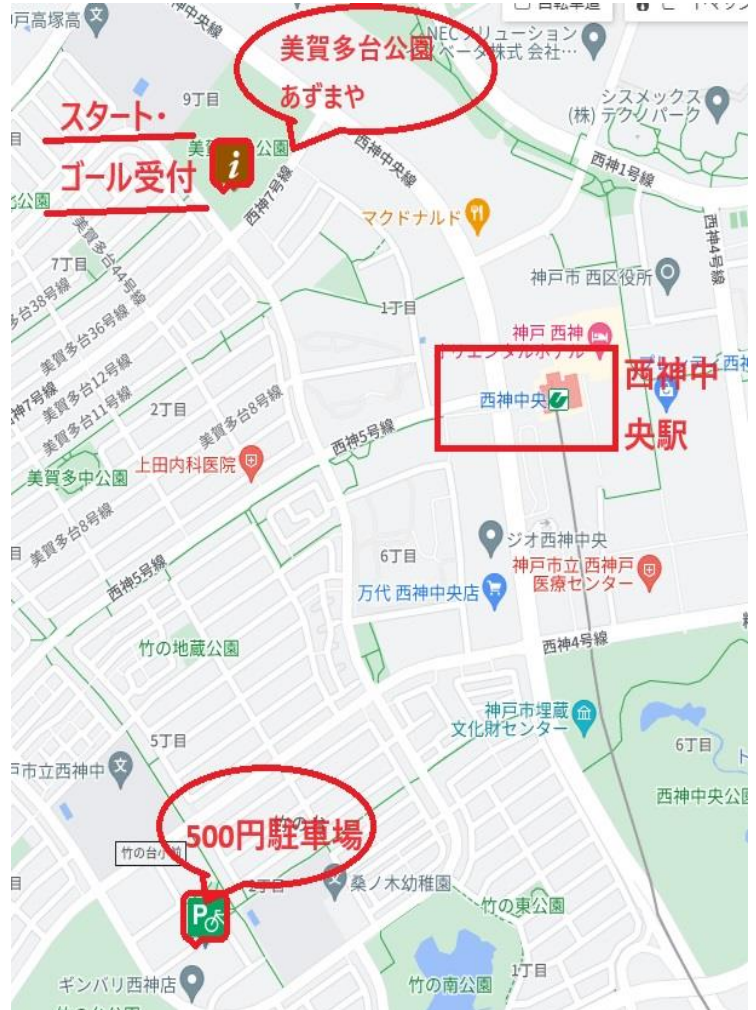 自転車道
戸高塚高
美賀多台公園
あずまや
NECソリューション
イノベータ株式 会社…
9丁目
シスメックス
(株) テクノパーク
スタート・
ゴール受付
西神中央線
西神1号線
西神7号線
マクドナルド
西神4号線
美賀多台44号線
7丁目
神戸市 西区役所
多台38号線
1丁目
美賀多台36号線
神戸 西神
オリエンタルホテル
西神中
央駅
西神中央
美賀多台12号線
神7号線
美賀多台11号線
2丁目
美賀多台8号線
西神5号線
上田内科医院
美賀多中公園
美賀多台8号線
ジオ西神中央
6丁目
神戸市立 西神戸
医療センター
西神5号線
万代 西神中央店
竹の地蔵公園
西神4号線
神戸市埋蔵
文化財センター
5丁目
6丁目
戸市立西神中
西神中央公園
500円駐車場
竹の台小前
2丁目
桑ノ木幼稚園
P
竹の東公園
ギンバリ西神店
竹の南公園
1丁目